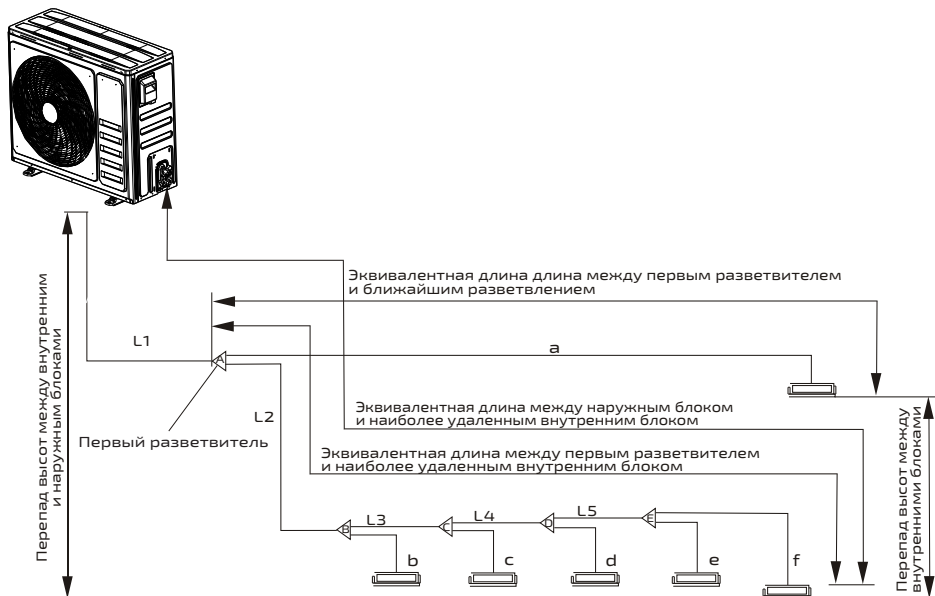 Эквивалентная длина длина между первым разветвителем
и ближайшим разветвлением
Перепад высот между внутренним
и наружным блоками
L1
A
a
L2
Первый разветвитель
Эквивалентная длина между наружным блоком
и наиболее удаленным внутренним блоком
Эквивалентная длина между первым разветвителем
и наиболее удаленным внутренним блоком
Перепад высот между
внутренними блоками
B
L3
C
L4
D
L5
E
b
c
d
e
f